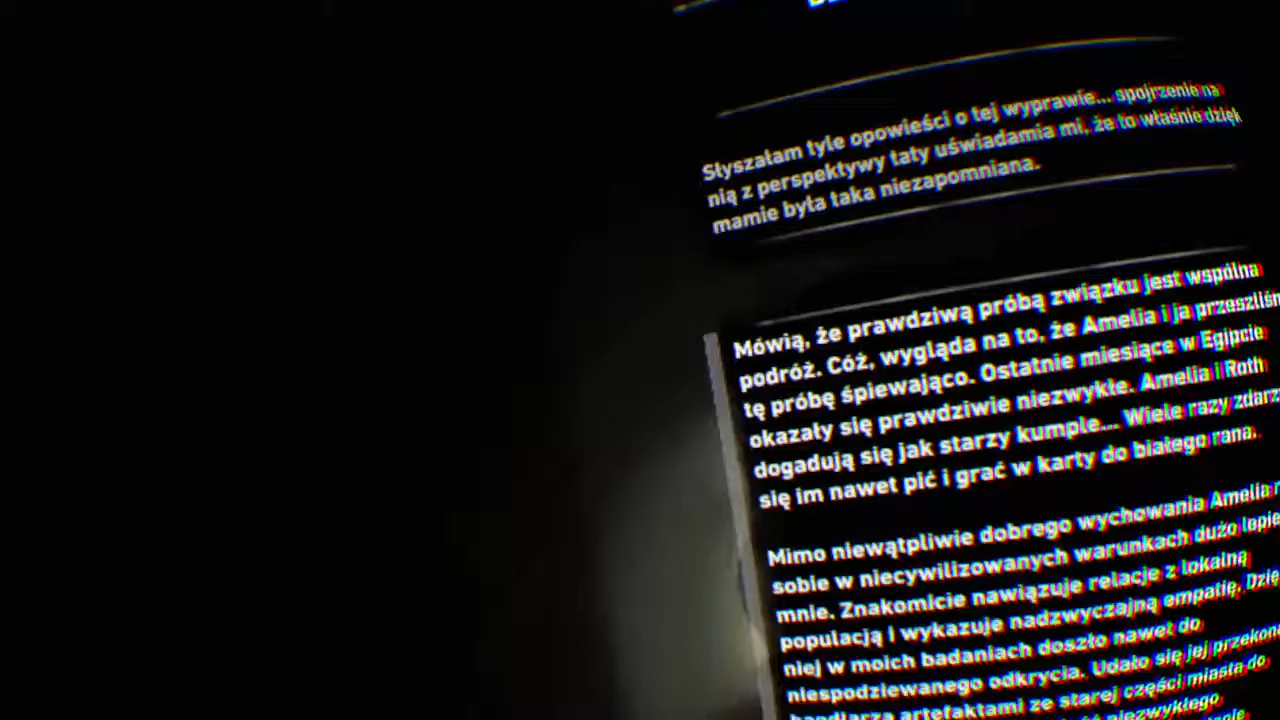 Słyszałam tyle opowieści o tej wyprawie... spojrzenie na
nią z perspektywy taty uświadamia mi, że to właśnie dzięk
mamie była taka niezapomniana.
Mówią, że prawdziwą próbą związku jest wspólna
podróż. Cóż, wygląda na to, że Amelia i ja przeszliśm
tę próbę śpiewająco. Ostatnie miesiące w Egipcie
okazały się prawdziwie niezwykłe. Amelia i Roth
dogadują się jak starzy kumple... Wiele razy zdarz
się im nawet pić i grać w karty do białego rana.
Mimo niewątpliwie dobrego wychowania Amelia r
sobie w niecywilizowanych warunkach dużo lepie
mnie. Znakomicie nawiązuje relacje z lokalną
populacją i wykazuje nadzwyczajną empatię. Dzię
niej w moich badaniach doszło nawet do
niespodziewanego odkrycia. Udało się jej przekona
handlarza artefaktami ze starej części miasta do
niezwykłego